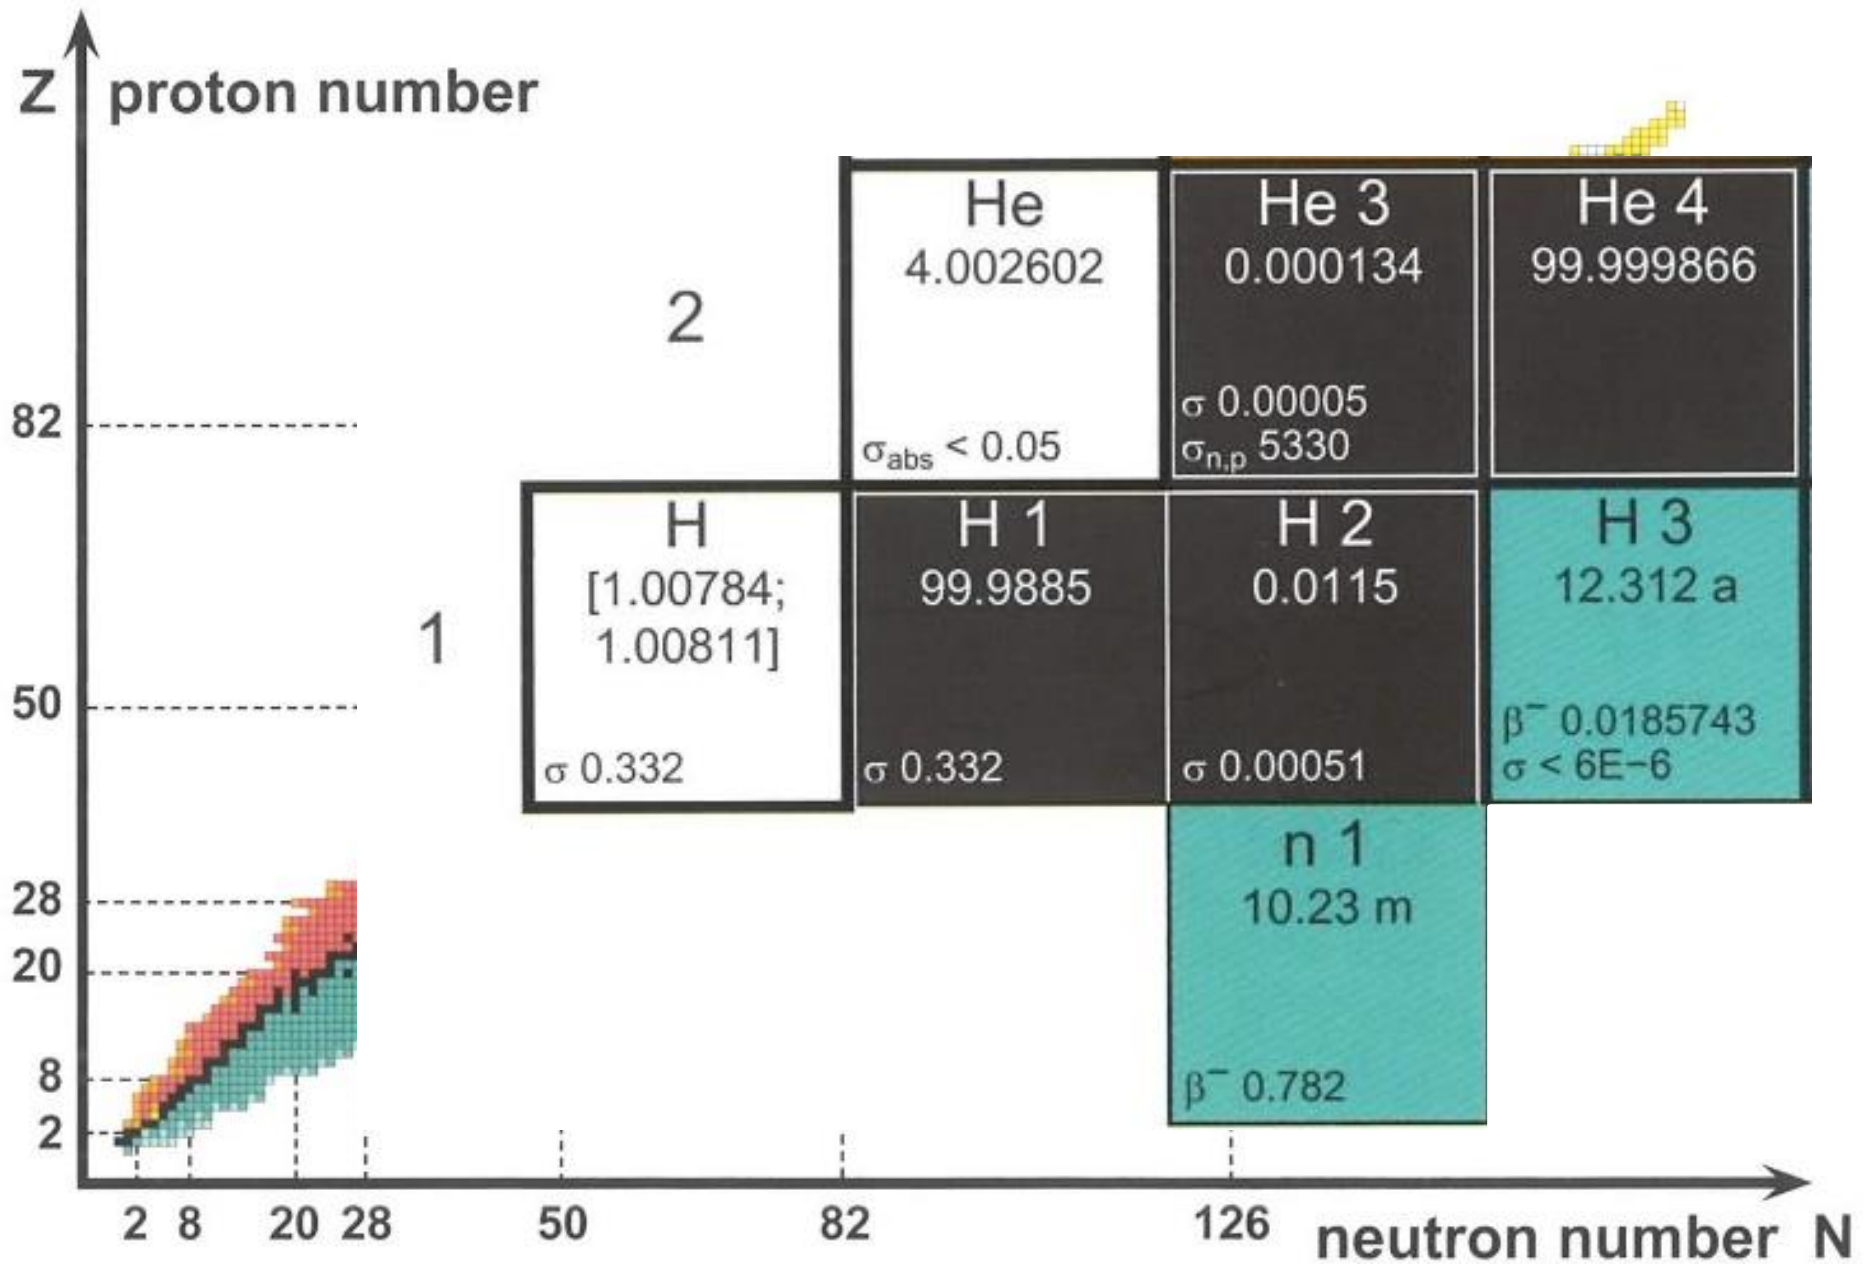 Z proton number
He
4.002602
σabs < 0.05
He 3
0.000134
σ 0.00005
σn,p 5330
He 4
99.999866
2
82
H
[1.00784;
1.00811]
σ 0.332
H 1
99.9885
σ 0.332
H 2
0.0115
σ 0.00051
H 3
12.312 a
β− 0.0185743
σ < 6E−6
1
50
n 1
10.23 m
β− 0.782
28
20
8
2
2 8 20 28 50 82 126
neutron number N